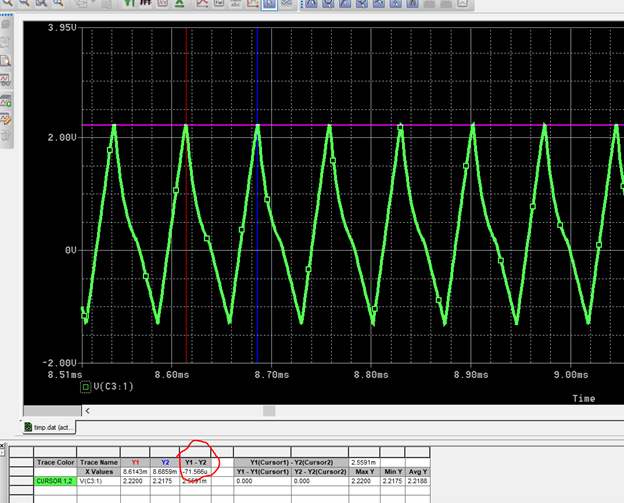 3.95V
2.00V
0V
-2.00V
8.51ms 8.60ms 8.70ms 8.80ms 8.90ms 9.00ms
V(C3:1)
Time
timp.dat (act...
Trace Color Trace Name Y1 Y2 Y1 - Y2 Y1(Cursor1) - Y2(Cursor2) 2.5591m
X Values 8.6143m 8.6859m -71.566u Y1 - Y1(Cursor1) Y2 - Y2(Cursor2) Max Y Min Y Avg Y
CURSOR 1,2 V(C3:1) 2.2200 2.2175 0.000 0.000 2.2200 2.2175 2.2188